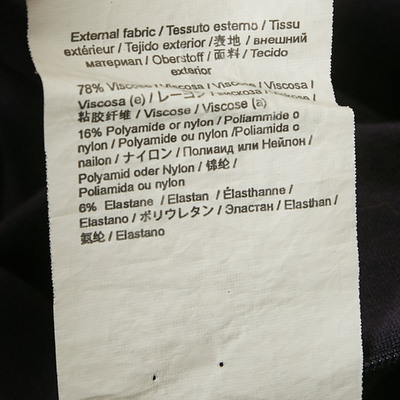 External fabric / Tessuto esterno / Tissu
extérieur / Tejido exterior / 表地 / внешний
материал / Oberstoff / 面料 / Tecido
exterior
78% Viscose / Viscosa / Viscose / Viscosa /
Viscosa (e) / レーヨン / вискоза / Viskose /
粘胶纤维 / Viscose / Viscose (a)
16% Polyamide or nylon / Poliammide o
nylon / Polyamide ou nylon /Poliamida o
nailon / ナイロン / Полиаид или Нейлон /
Polyamid oder Nylon / 锦纶 /
Poliamida ou nylon
6% Elastane / Elastan / Élasthanne /
Elastano / ポリウレタン / Эластан / Elasthan /
氨纶 / Elastano